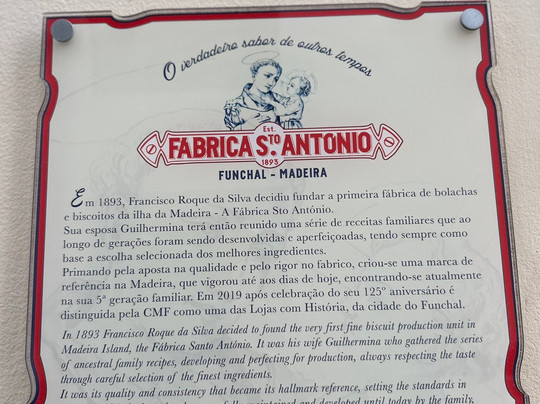 O verdadeiro sabor de outros tempos
Est.
FABRICA STO. ANTONIO
1893
FUNCHAL - MADEIRA
Em 1893, Francisco Roque da Silva decidiu fundar a primeira fábrica de bolachas
e biscoitos da ilha da Madeira - A Fábrica Sto António.
Sua esposa Guilhermina terá então reunido uma série de receitas familiares que ao
longo de gerações foram sendo desenvolvidas e aperfeiçoadas, tendo sempre como
base a escolha selecionada dos melhores ingredientes.
Primando pela aposta na qualidade e pelo rigor no fabrico, criou-se uma marca de
referência na Madeira, que vigorou até aos dias de hoje, encontrando-se atualmente
na sua 5ª geração familiar. Em 2019 após celebração do seu 125º aniversário é
distinguida pela CMF como uma das Lojas com História, da cidade do Funchal.
In 1893 Francisco Roque da Silva decided to found the very first fine biscuit production unit in
Madeira Island, the Fábrica Santo António. It was his wife Guilhermina who gathered the series
of ancestral family recipes, developing and perfecting for production, always respecting the taste
through careful selection of the finest ingredients.
It was its quality and consistency that became its hallmark reference, setting the standards in
maintained and developed until today by the family,